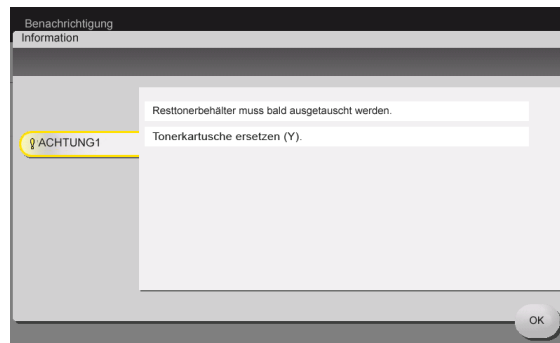 Benachrichtigung
Information
Resttonerbehälter muss bald ausgetauscht werden.
ACHTUNG1
Tonerkartusche ersetzen (Y).
OK